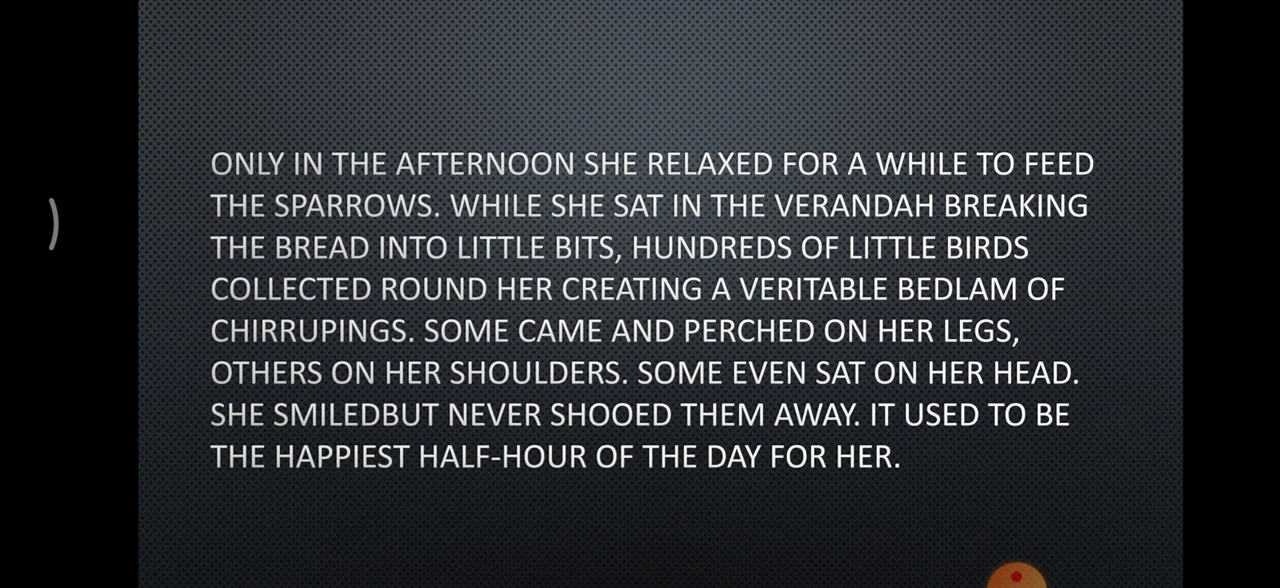 ONLY IN THE AFTERNOON SHE RELAXED FOR A WHILE TO FEED
THE SPARROWS. WHILE SHE SAT IN THE VERANDAH BREAKING
THE BREAD INTO LITTLE BITS, HUNDREDS OF LITTLE BIRDS
COLLECTED ROUND HER CREATING A VERITABLE BEDLAM OF
CHIRRUPINGS. SOME CAME AND PERCHED ON HER LEGS,
OTHERS ON HER SHOULDERS. SOME EVEN SAT ON HER HEAD.
SHE SMILEDBUT NEVER SHOOED THEM AWAY. IT USED TO BE
THE HAPPIEST HALF-HOUR OF THE DAY FOR HER.